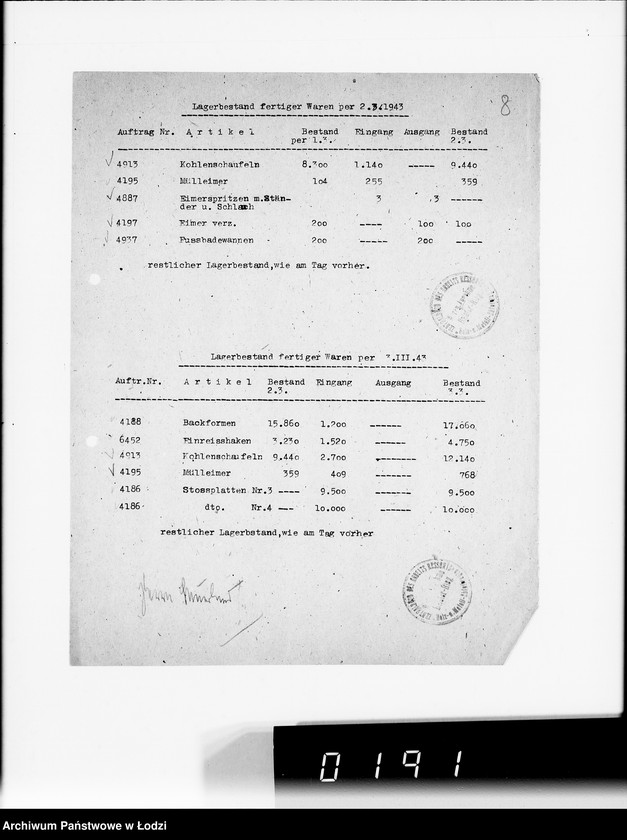 8
Lagerbestand fertiger Waren per 2.3.1943
Auftrag Nr. Artikel Bestand per 1.3. Eingang Ausgang Bestand 2.3.
4913 Kohlenschaufeln 8.300 1.140 ----- 9.440
4195 Mülleimer 104 255 359
4887 Eimerspritzen m.Stän-
der u. Schlach 3 3 ------
4197 Eimer verz. 200 ---- 100 100
4937 Fussbadewannen 200 ----- 200 -----
restlicher Lagerbestand,wie am Tag vorher.
Lagerbestand fertiger Waren per 3.III.43
Auftr.Nr. Artikel Bestand 2.3. Eingang Ausgang Bestand 3.3.
4188 Backformen 15.860 1.200 ------ 17.060
6452 Einreisshaken 3.230 1.520 ------ 4.750
4913 Kohlenschaufeln 9.440 2.700 -------- 12.140
4195 Mülleimer 359 409 ------- 768
4186 Stossplatten Nr.3 ---- 9.500 ------- 9.500
4186 dto. Nr.4 --- 10.000 ------ 10.000
restlicher Lagerbstand,wie am Tag vorher
Herrn
0191
Archiwum Państwowe w Łodzi